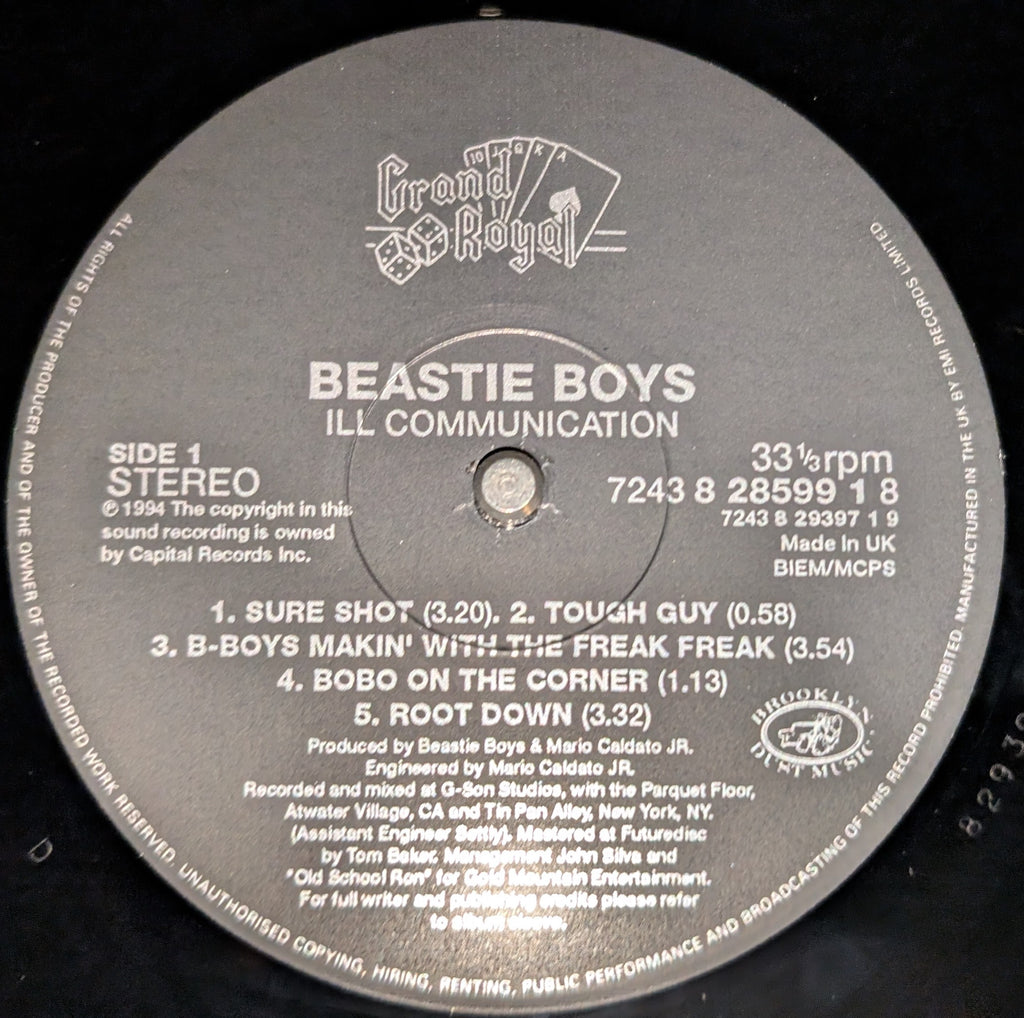 10 J Q K A
Grand
Royal
BEASTIE BOYS
ILL COMMUNICATION
SIDE 1
STEREO
℗ 1994 The copyright in this
sound recording is owned
by Capital Records Inc.
33⅓rpm
7243 8 28599 1 8
7243 8 29397 1 9
Made In UK
BIEM/MCPS
1. SURE SHOT (3.20). 2. TOUGH GUY (0.58)
3. B-BOYS MAKIN' WITH THE FREAK FREAK (3.54)
4. BOBO ON THE CORNER (1.13)
5. ROOT DOWN (3.32)
Produced by Beastie Boys & Mario Caldato JR.
Engineered by Mario Caldato JR.
Recorded and mixed at G-Son Studios, with the Parquet Floor,
Atwater Village, CA and Tin Pan Alley, New York, NY.
(Assistant Engineer Settly). Mastered at Futuredisc
by Tom Baker. Management John Silva and
"Old School Ron" for Gold Mountain Entertainment.
For full writer and publishing credits please refer
to album
BROOKLYN
DUST MUSIC
ALL RIGHTS OF THE PRODUCER AND OF THE OWNER OF THE RECORDED WORK RESERVED. UNAUTHORISED COPYING, HIRING, RENTING, PUBLIC PERFORMANCE AND BROADCASTING OF THIS RECORD PROHIBITED. MANUFACTURED IN THE UK BY EMI RECORDS LIMITED
D
8293